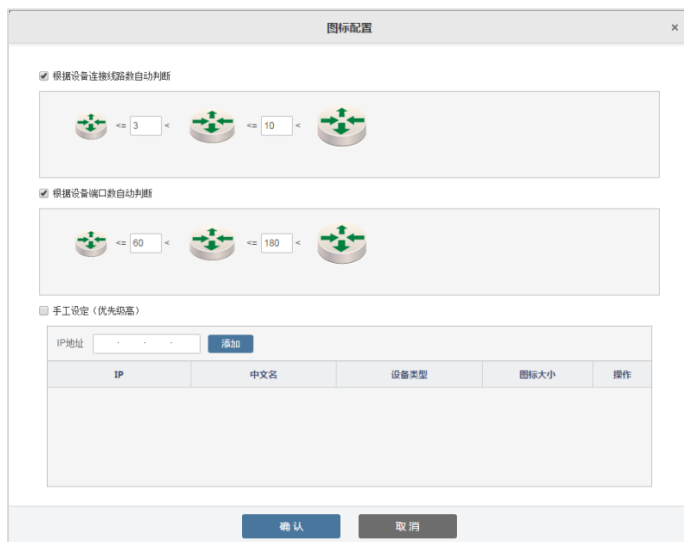 图标配置 ×
根据设备连接线路数自动判断
<= 3 < <= 10 <
根据设备端口数自动判断
<= 60 < <= 180 <
手工设定（优先级高）
IP地址 . . . 添加
IP 中文名 设备类型 图标大小 操作
确认 取消